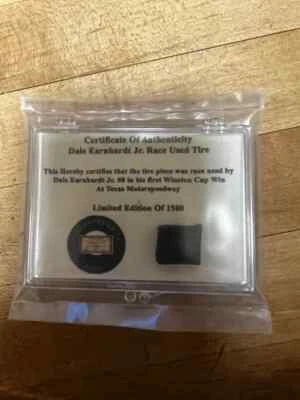 Certificate Of Authenticity
Dale Earnhardt Jr. Race Used Tire
This Hereby certifies that the tire piece was race used by
Dale Earnhardt Jr. #8 in his first Winston Cup Win
At Texas Motorspeedway
Limited Edition Of 1500